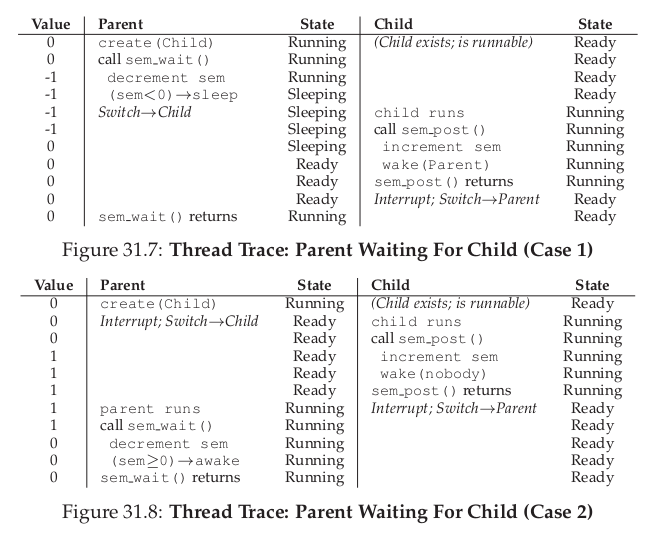 Value Parent State Child State
0 create(Child) Running (Child exists; is runnable) Ready
0 call sem_wait() Running Ready
-1 decrement sem Running Ready
-1 (sem<0)→sleep Sleeping Ready
-1 Switch→Child Sleeping child runs Running
-1 Sleeping call sem_post() Running
0 Sleeping increment sem Running
0 Ready wake(Parent) Running
0 Ready sem_post() returns Running
0 Ready Interrupt; Switch→Parent Ready
0 sem_wait() returns Running Ready
Figure 31.7: Thread Trace: Parent Waiting For Child (Case 1)
Value Parent State Child State
0 create(Child) Running (Child exists; is runnable) Ready
0 Interrupt; Switch→Child Ready child runs Running
0 Ready call sem_post() Running
1 Ready increment sem Running
1 Ready wake(nobody) Running
1 Ready sem_post() returns Running
1 parent runs Running Interrupt; Switch→Parent Ready
1 call sem_wait() Running Ready
0 decrement sem Running Ready
0 (sem≥0)→awake Running Ready
0 sem_wait() returns Running Ready
Figure 31.8: Thread Trace: Parent Waiting For Child (Case 2)